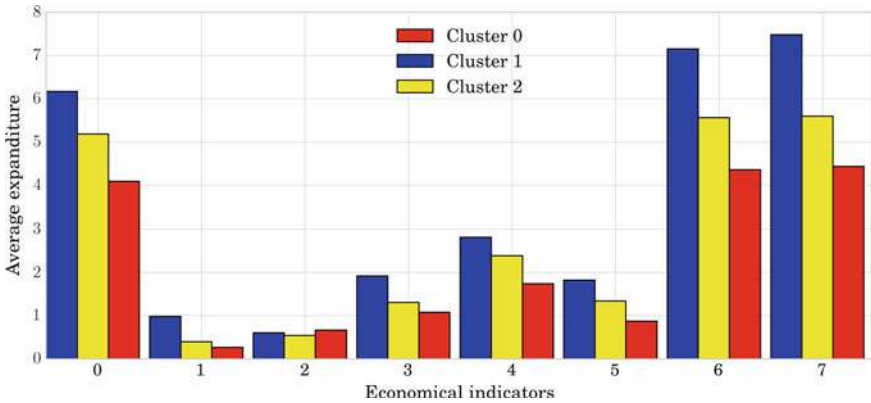 8
7
6
5
4
3
2
1
0
Average expanditure
Cluster 0
Cluster 1
Cluster 2
0 1 2 3 4 5 6 7
Economical indicators